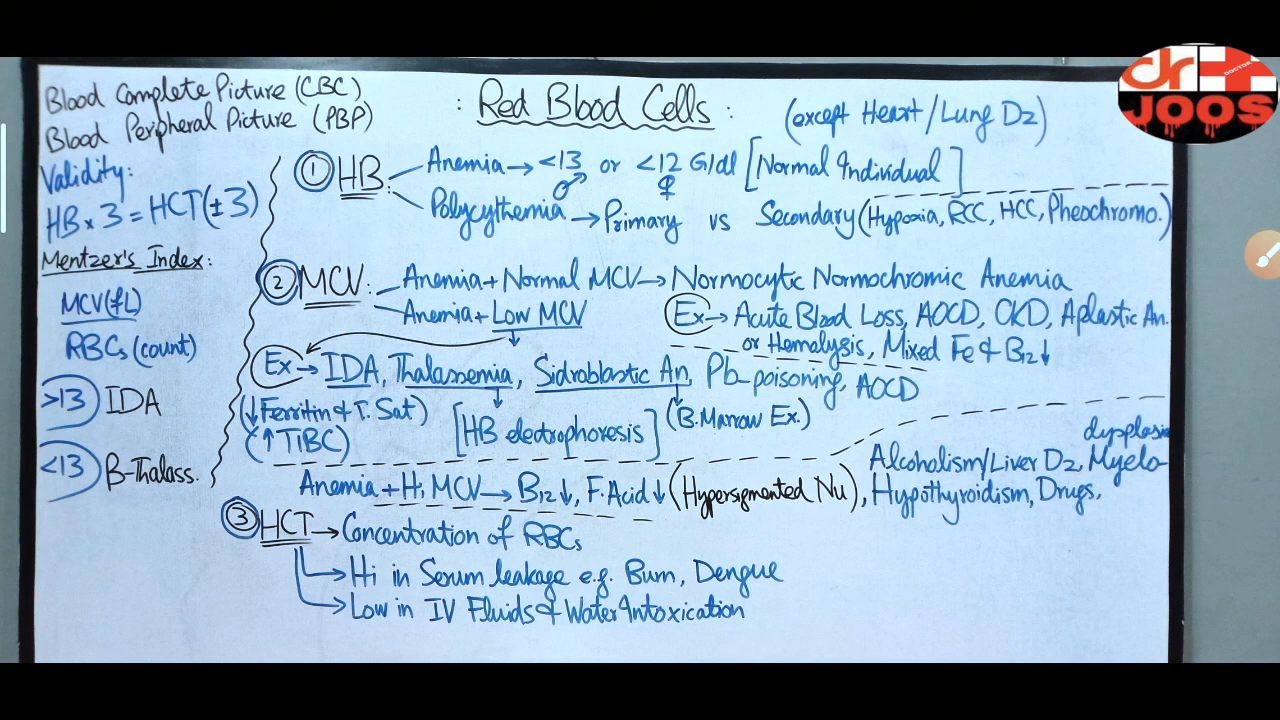 Blood Complete Picture (CBC)
Blood Peripheral Picture (PBP)
Validity:
HB x 3 = HCT (± 3)
Mentzer's Index:
MCV (fL)
RBCs (count)
>13) IDA
<13) β-Thalass.
: Red Blood Cells :
(except Heart/Lung Dz)
① HB:
Anemia → <13 ♂ or <12 ♀ G/dl [Normal Individual]
Polycythemia → Primary vs Secondary (Hypoxia, RCC, HCC, Pheochromo.)
② MCV:
Anemia + Normal MCV → Normocytic Normochromic Anemia
Anemia + Low MCV
Ex → Acute Blood Loss, AOCD, CKD, Aplastic An.
or Hemolysis, Mixed Fe & B12 ↓
Ex → IDA, Thalassemia, Sidroblastic An, Pb-poisoning, AOCD
(↓ Ferritin & T. Sat)
(↑ TIBC)
[HB electrophoresis]
(B.Marrow Ex.)
Anemia + Hi MCV → B12 ↓, F. Acid ↓ (Hypersigmented Nu),
Alcoholism/Liver Dz, Myelo-
dysplasia
Hypothyroidism, Drugs.
③ HCT → Concentration of RBCs
→ Hi in Serum leakage e.g. Burn, Dengue
→ Low in IV Fluids & Water Intoxication
dr
DOCTOR
JOOS